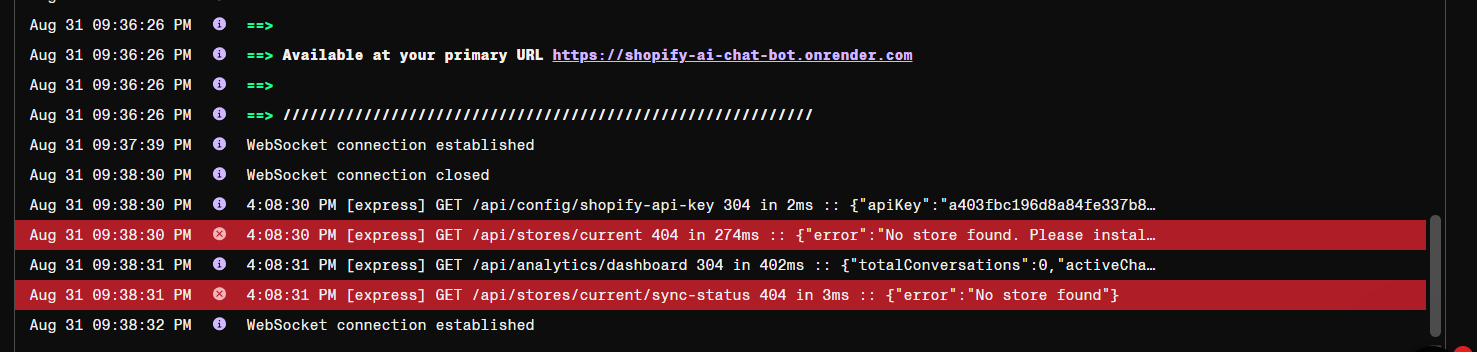 Aug 31 09:36:26 PM ==>
Aug 31 09:36:26 PM ==> Available at your primary URL https://shopify-ai-chat-bot.onrender.com
Aug 31 09:36:26 PM ==>
Aug 31 09:36:26 PM ==> ///////////////////////////////////////////////////////////
Aug 31 09:37:39 PM WebSocket connection established
Aug 31 09:38:30 PM WebSocket connection closed
Aug 31 09:38:30 PM 4:08:30 PM [express] GET /api/config/shopify-api-key 304 in 2ms :: {"apiKey":"a403fbc196d8a84fe337b8…
Aug 31 09:38:30 PM 4:08:30 PM [express] GET /api/stores/current 404 in 274ms :: {"error":"No store found. Please instal…
Aug 31 09:38:31 PM 4:08:31 PM [express] GET /api/analytics/dashboard 304 in 402ms :: {"totalConversations":0,"activeCha…
Aug 31 09:38:31 PM 4:08:31 PM [express] GET /api/stores/current/sync-status 404 in 3ms :: {"error":"No store found"}
Aug 31 09:38:32 PM WebSocket connection established